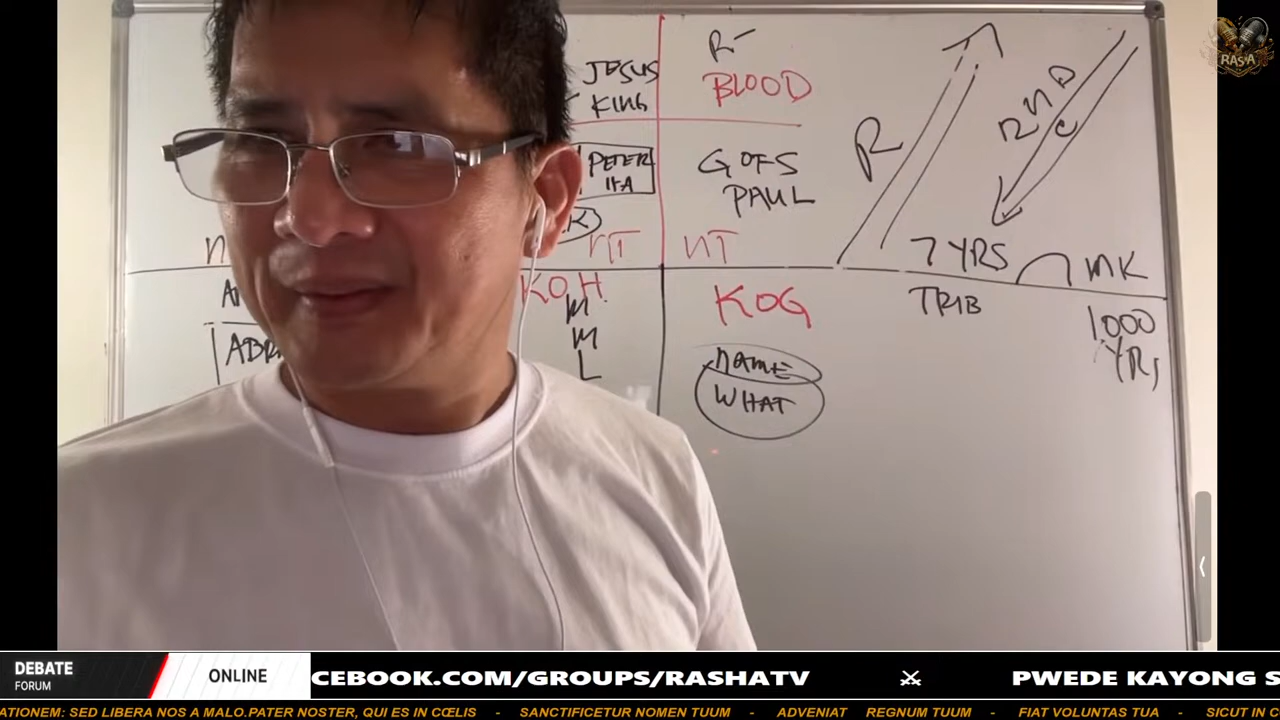 RASA
JESUS
KING
R
BLOOD
PETER
GOFS
PAUL
R
2ND
C
NT
NT
7 YRS
MK
KOH
M
M
L
KOG
TRIB
1000
YRS
NAME
WHAT
DEBATE
FORUM
ONLINE
CEBOOK.COM/GROUPS/RASHATV
PWEDE KAYONG S
ATIONEM: SED LIBERA NOS A MALO.PATER NOSTER, QUI ES IN CŒLIS - SANCTIFICETUR NOMEN TUUM - ADVENIAT REGNUM TUUM - FIAT VOLUNTAS TUA - SICUT IN C